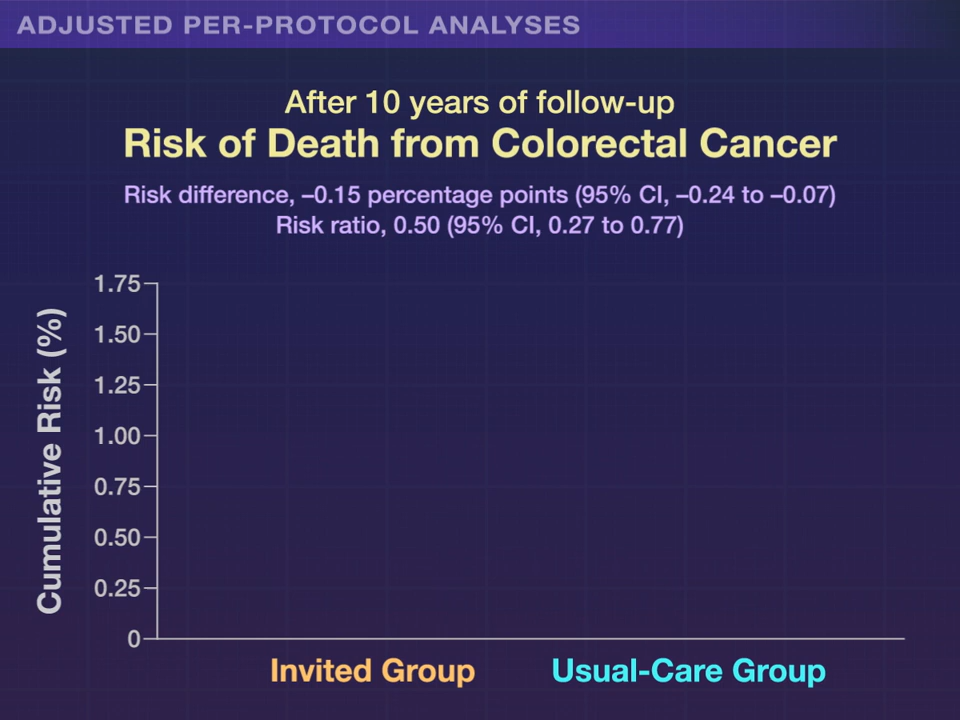 ADJUSTED PER-PROTOCOL ANALYSES
After 10 years of follow-up
Risk of Death from Colorectal Cancer
Risk difference, –0.15 percentage points (95% CI, –0.24 to –0.07)
Risk ratio, 0.50 (95% CI, 0.27 to 0.77)
Cumulative Risk (%)
1.75
1.50
1.25
1.00
0.75
0.50
0.25
0
Invited Group
Usual-Care Group